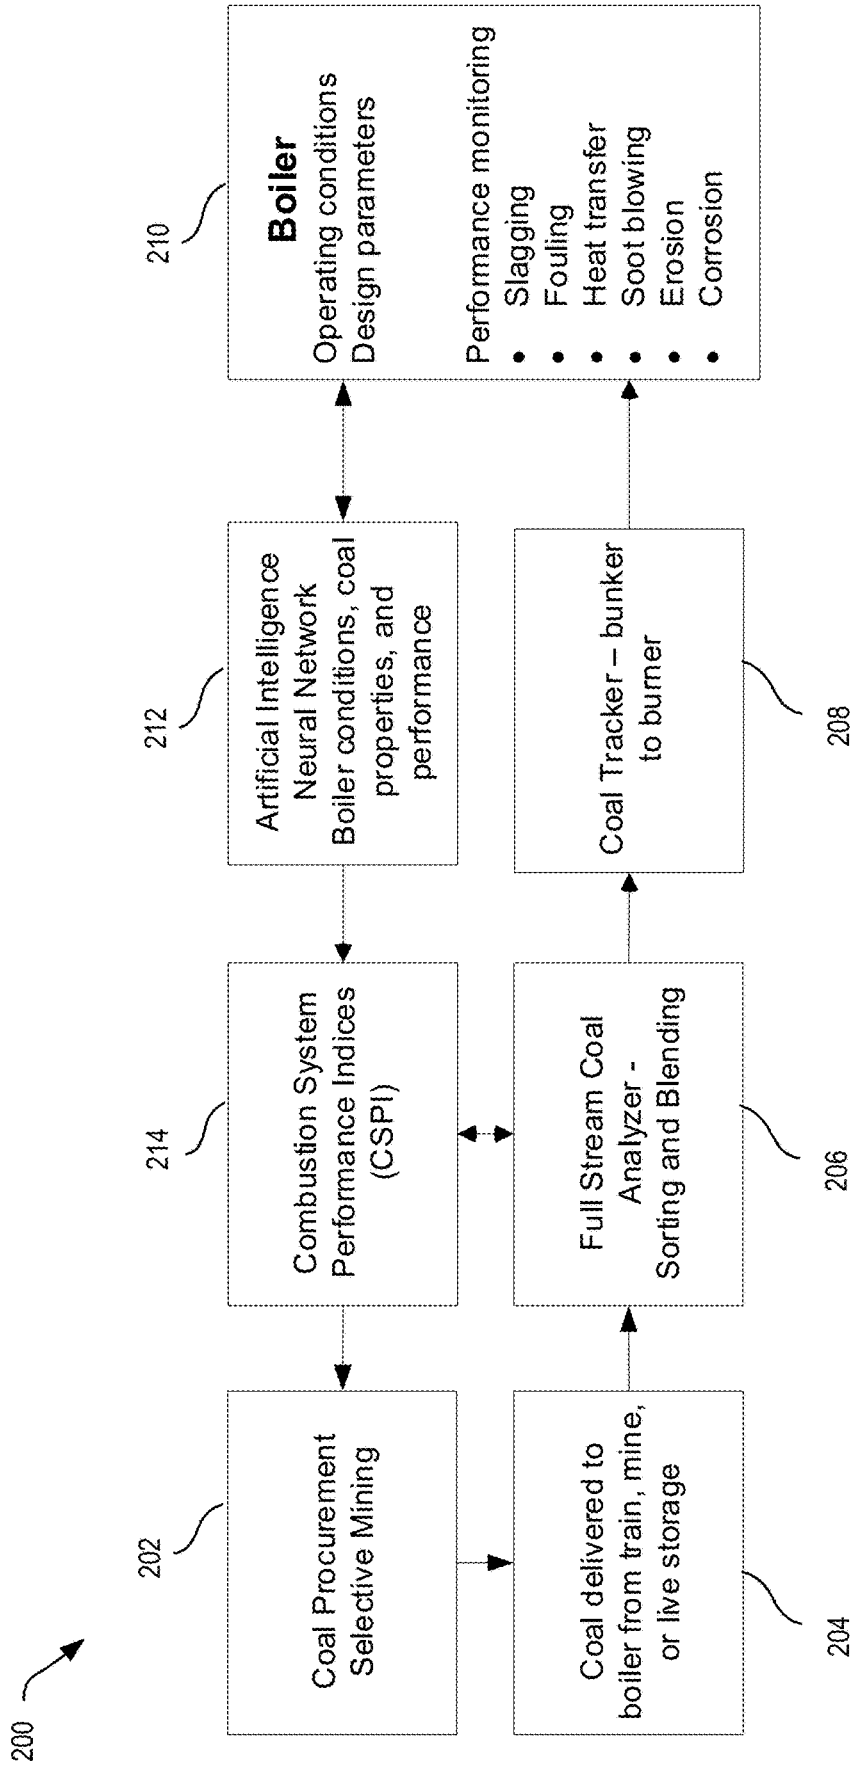 200
202
Coal Procurement
Selective Mining
214
Combustion System
Performance Indices
(CSPI)
212
Artificial Intelligence
Neural Network
Boiler conditions, coal
properties, and
performance
210
Boiler
Operating conditions
Design parameters
Performance monitoring
• Slagging
• Fouling
• Heat transfer
• Soot blowing
• Erosion
• Corrosion
Coal delivered to
boiler from train, mine,
or live storage
204
Full Stream Coal
Analyzer -
Sorting and Blending
206
Coal Tracker – bunker
to burner
208